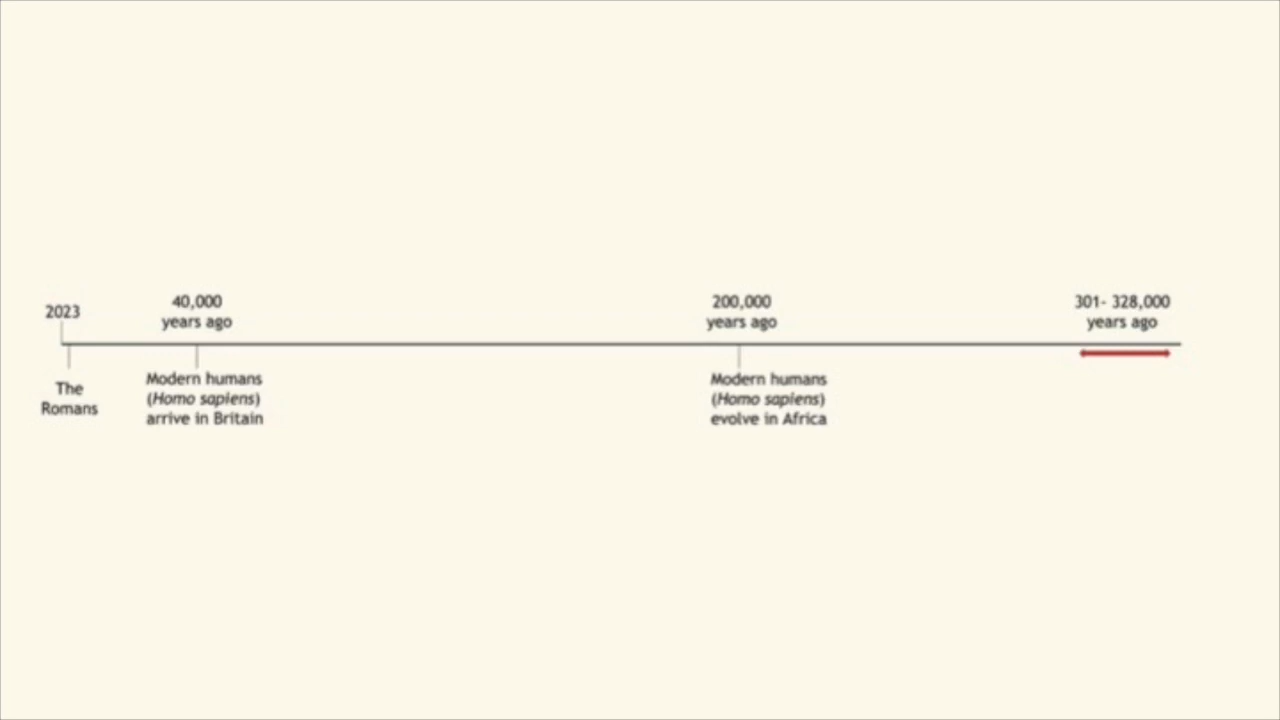 2023
40,000
years ago
200,000
years ago
301- 328,000
years ago
The
Romans
Modern humans
(Homo sapiens)
arrive in Britain
Modern humans
(Homo sapiens)
evolve in Africa